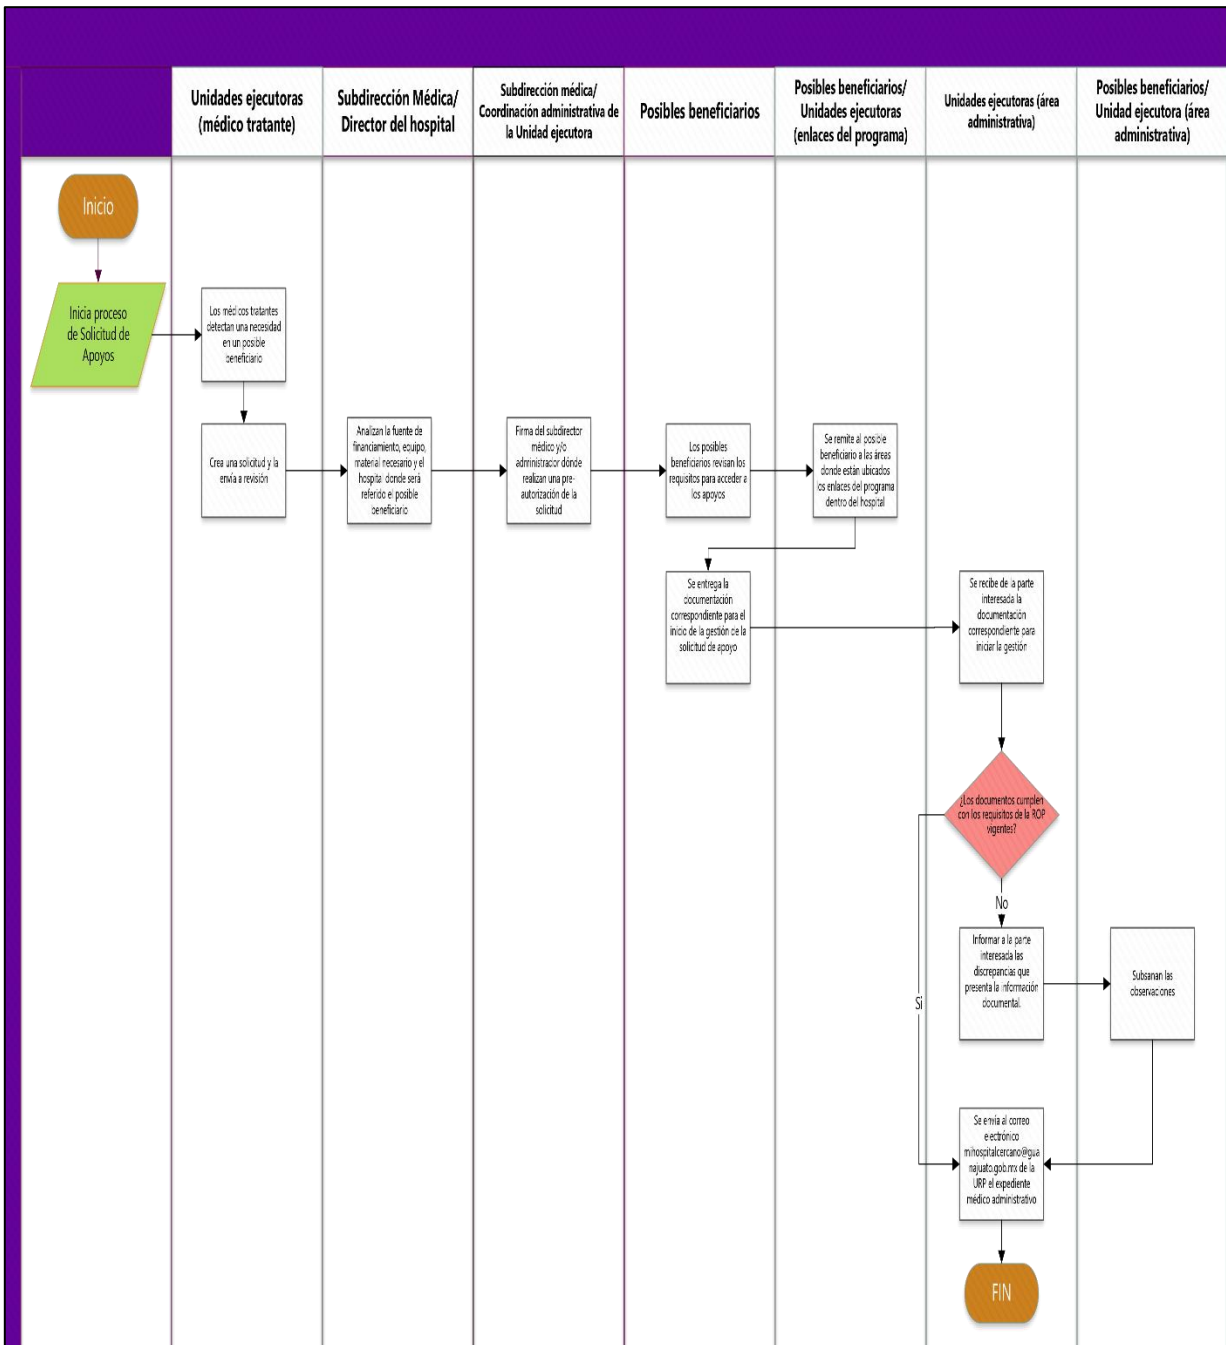 Unidades ejecutoras
(médico tratante)
Subdirección Médica/
Director del hospital
Subdirección médica/
Coordinación administrativa de
la Unidad ejecutora
Posibles beneficiarios
Posibles beneficiarios/
Unidades ejecutoras
(enlaces del programa)
Unidades ejecutoras (área
administrativa)
Posibles beneficiarios/
Unidad ejecutora (área
administrativa)
Inicio
Inicia proceso
de Solicitud de
Apoyos
Los médicos tratantes
detectan una necesidad
en un posible
beneficiario
Crea una solicitud y la
envía a revisión
Analizan la fuente de
financiamiento, equipo,
material necesario y el
hospital donde será
referido el posible
beneficiario
Firma del subdirector
médico y/o
administrador dónde
realizan una pre-
autorización de la
solicitud
Los posibles
beneficiarios revisan los
requisitos para acceder a
los apoyos
Se remite al posible
beneficiario a las áreas
donde están ubicados
los enlaces del programa
dentro del hospital
Se entrega la
documentación
correspondiente para el
inicio de la gestión de la
solicitud de apoyo
Se recibe de la parte
interesada la
documentación
correspondiente para
iniciar la gestión
¿Los documentos cumplen
con los requisitos de la ROP
vigentes?
No
Si
Informar a la parte
interesada las
discrepancias que
presenta la información
documental.
Subsanan las
observaciones
Se envía al correo
electrónico
mihospitalcercano@gua
najuato.gob.mx de la
URP el expediente
médico administrativo
FIN